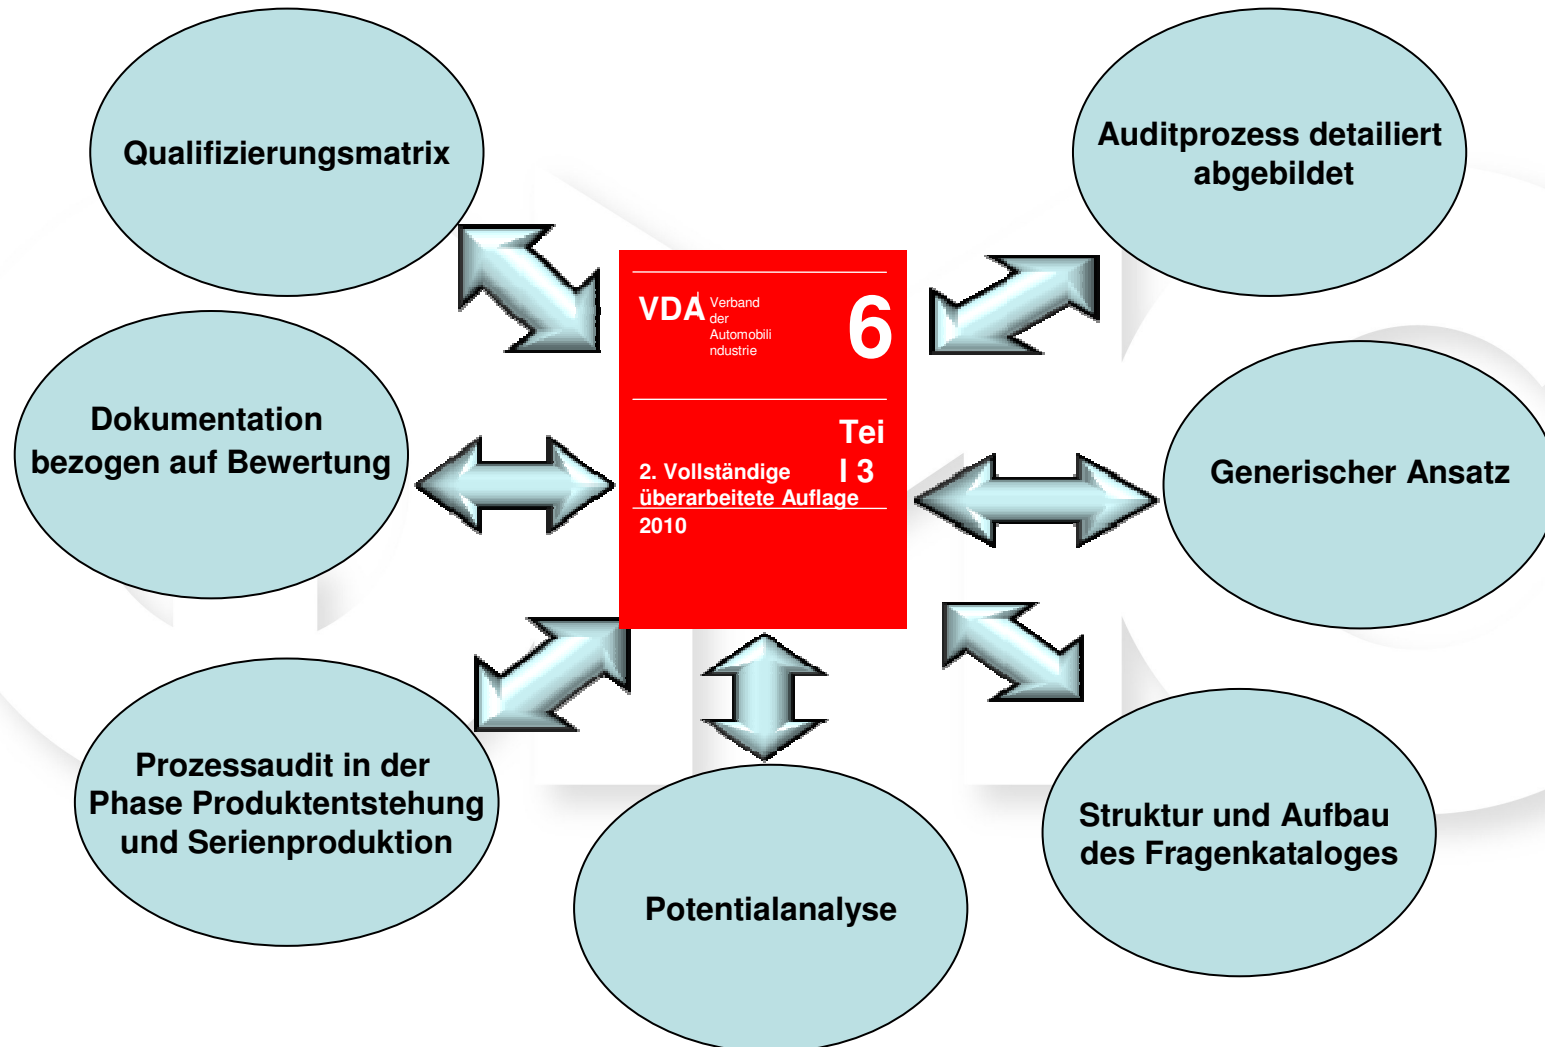 Qualifizierungsmatrix
Auditprozess detailiert
abgebildet
VDA
Verband
der
Automobili
ndustrie
6
Dokumentation
bezogen auf Bewertung
Tei
l 3
2. Vollständige
überarbeitete Auflage
2010
Generischer Ansatz
Prozessaudit in der
Phase Produktentstehung
und Serienproduktion
Potentialanalyse
Struktur und Aufbau
des Fragenkataloges